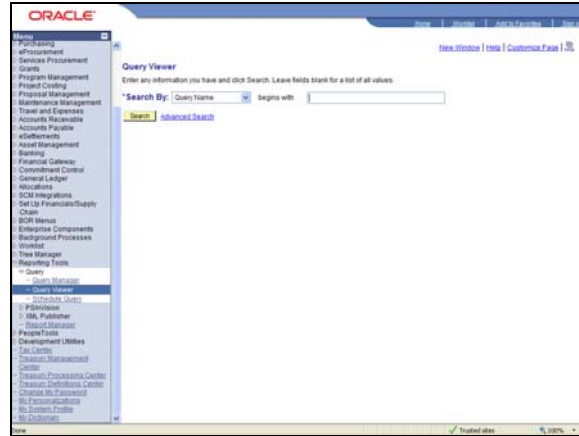 ORACLE
Home | Worklist | Add to Favorites | Sign
Menu
Purchasing
eProcurement
Services Procurement
Grants
Program Management
Project Costing
Proposal Management
Maintenance Management
Travel and Expenses
Accounts Receivable
Accounts Payable
eSettlements
Asset Management
Banking
Financial Gateway
Commitment Control
General Ledger
Allocations
SCM Integrations
Set Up Financials/Supply
Chain
BOR Menus
Enterprise Components
Background Processes
Worklist
Tree Manager
Reporting Tools
Query
Query Manager
Query Viewer
Schedule Query
PS/nVision
XML Publisher
Report Manager
PeopleTools
Development Utilities
Tax Center
Treasury Management
Center
Treasury Processing Center
Treasury Definitions Center
Change My Password
My Personalizations
My System Profile
My Dictionary
New Window | Help | Customize Page |
Query Viewer
Enter any information you have and click Search. Leave fields blank for a list of all values.
*Search By: Query Name begins with
Search Advanced Search
Done
Trusted sites
100%